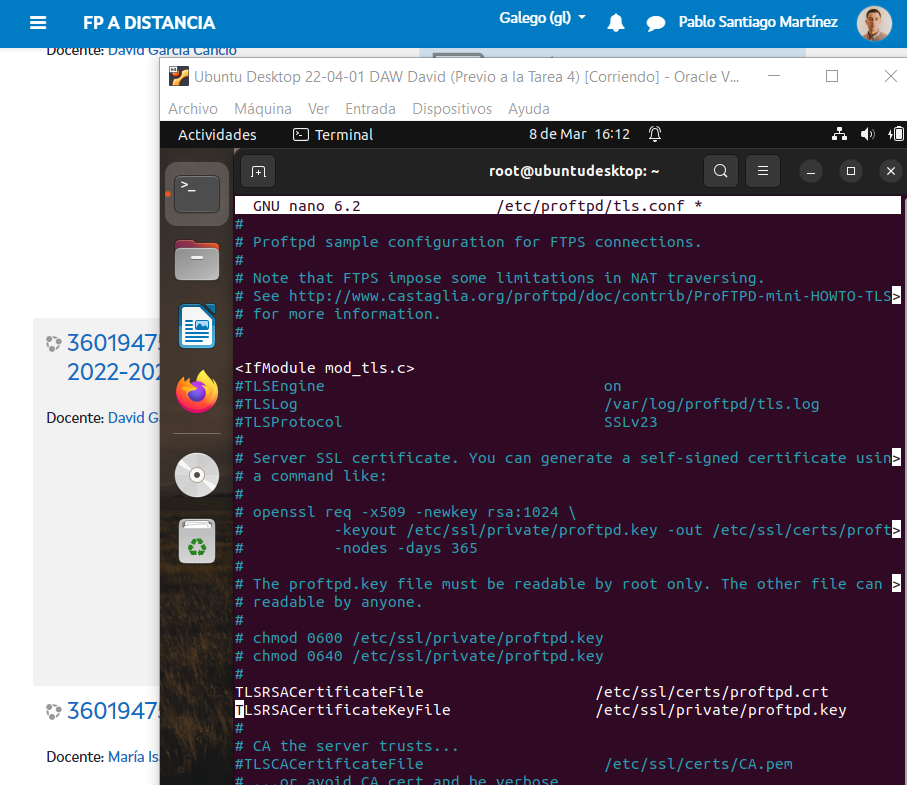 FP A DISTANCIA
Galego (gl)
Pablo Santiago Martínez
Docente: David García Cancio
Ubuntu Desktop 22-04-01 DAW David (Previo a la Tarea 4) [Corriendo] - Oracle V...
Archivo Máquina Ver Entrada Dispositivos Ayuda
Actividades
Terminal
8 de Mar 16:12
root@ubuntudesktop: ~
GNU nano 6.2 /etc/proftpd/tls.conf *
#
# Proftpd sample configuration for FTPS connections.
#
# Note that FTPS impose some limitations in NAT traversing.
# See http://www.castaglia.org/proftpd/doc/contrib/ProFTPD-mini-HOWTO-TLS>
# for more information.
#
<IfModule mod_tls.c>
#TLSEngine on
#TLSLog /var/log/proftpd/tls.log
#TLSProtocol SSLv23
#
# Server SSL certificate. You can generate a self-signed certificate usin>
# a command like:
#
# openssl req -x509 -newkey rsa:1024 \
# -keyout /etc/ssl/private/proftpd.key -out /etc/ssl/certs/proft>
# -nodes -days 365
#
# The proftpd.key file must be readable by root only. The other file can >
# readable by anyone.
#
# chmod 0600 /etc/ssl/private/proftpd.key
# chmod 0640 /etc/ssl/private/proftpd.key
#
TLSRSACertificateFile /etc/ssl/certs/proftpd.crt
TLSRSACertificateKeyFile /etc/ssl/private/proftpd.key
#
# CA the server trusts...
#TLSCACertificateFile /etc/ssl/certs/CA.pem
# ...or avoid CA cert and be verbose
3601947
2022-202
Docente: David G
3601947
Docente: María Is